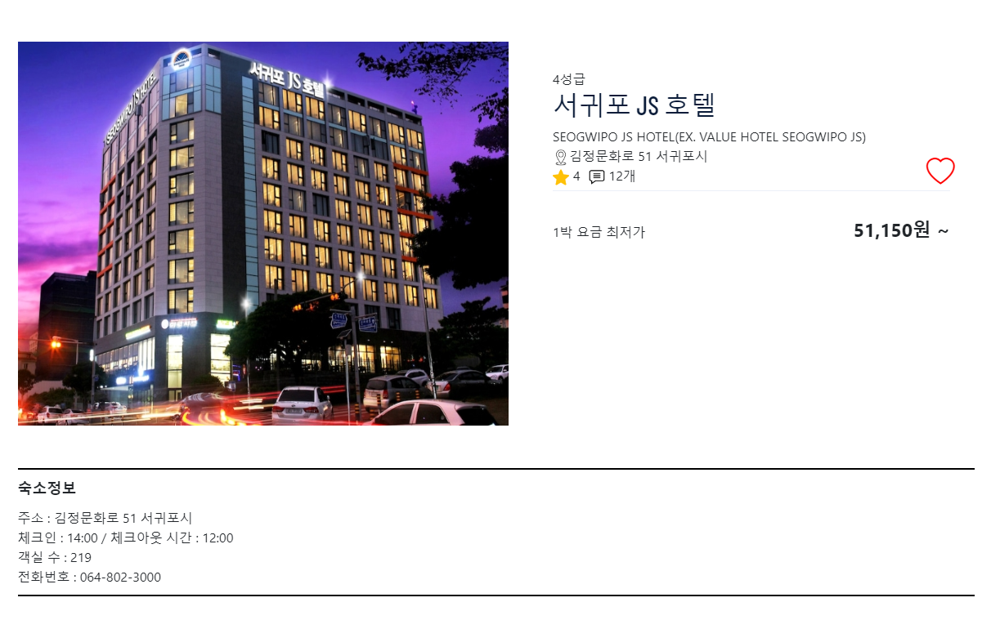 서귀포 JS 호텔
SEOGWIPO JS HOTEL
4성급
서귀포 JS 호텔
SEOGWIPO JS HOTEL(EX. VALUE HOTEL SEOGWIPO JS)
김정문화로 51 서귀포시
4 12개
1박 요금 최저가 51,150원 ~
숙소정보
주소 : 김정문화로 51 서귀포시
체크인 : 14:00 / 체크아웃 시간 : 12:00
객실 수 : 219
전화번호 : 064-802-3000